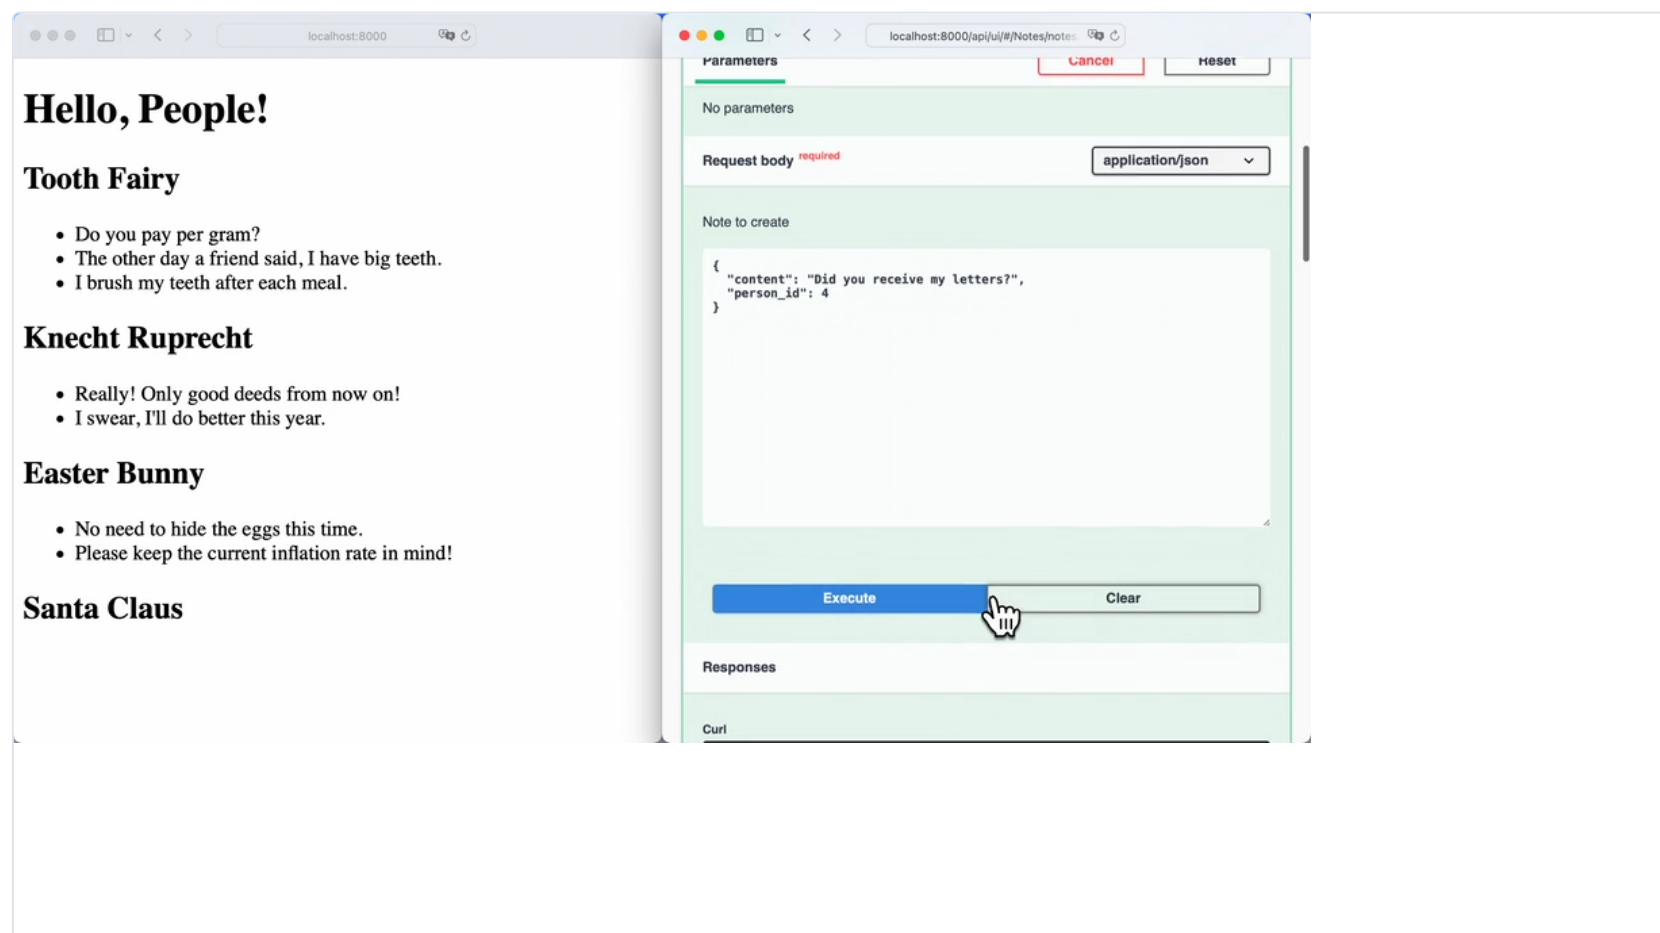 localhost:8000
Hello, People!
Tooth Fairy
Do you pay per gram?
The other day a friend said, I have big teeth.
I brush my teeth after each meal.
Knecht Ruprecht
Really! Only good deeds from now on!
I swear, I'll do better this year.
Easter Bunny
No need to hide the eggs this time.
Please keep the current inflation rate in mind!
Santa Claus
localhost:8000/api/ui/#/Notes/notes
Parameters
Cancel
Reset
No parameters
Request body required
application/json
Note to create
{
"content": "Did you receive my letters?",
"person_id": 4
}
Execute
Clear
Responses
Curl